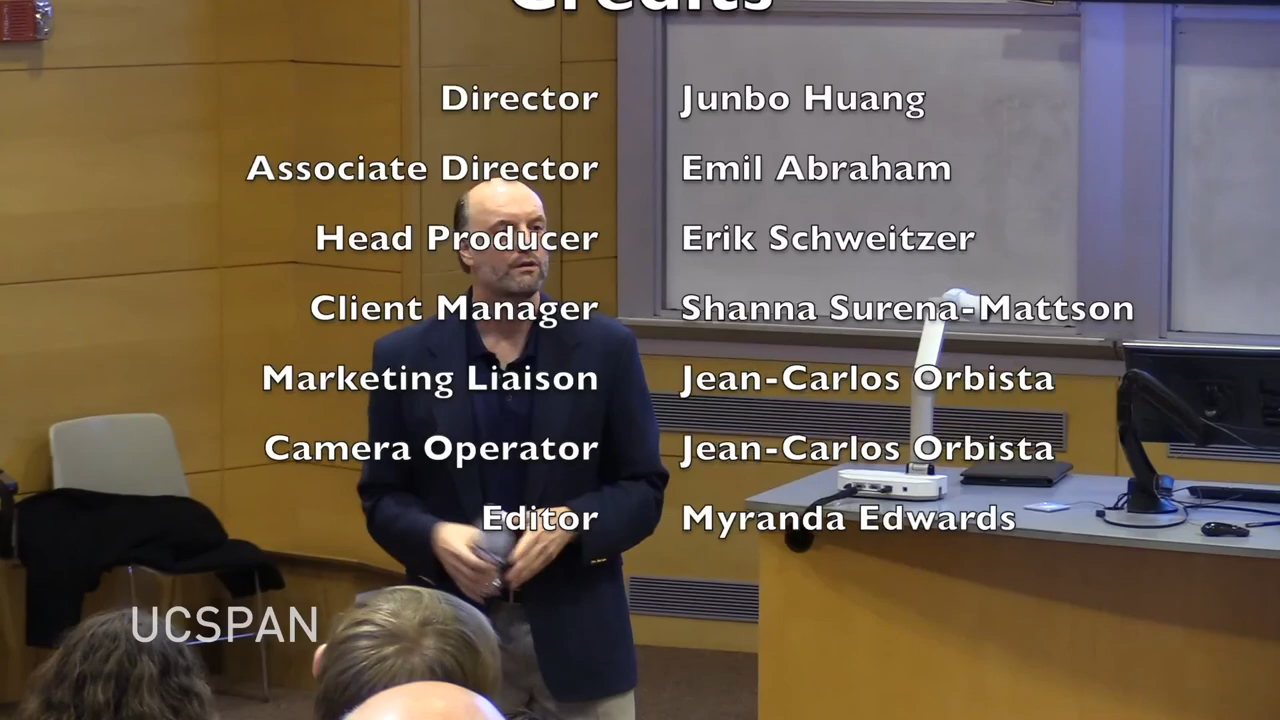 Credits
Director Junbo Huang
Associate Director Emil Abraham
Head Producer Erik Schweitzer
Client Manager Shanna Surena-Mattson
Marketing Liaison Jean-Carlos Orbista
Camera Operator Jean-Carlos Orbista
Editor Myranda Edwards
UCSPAN